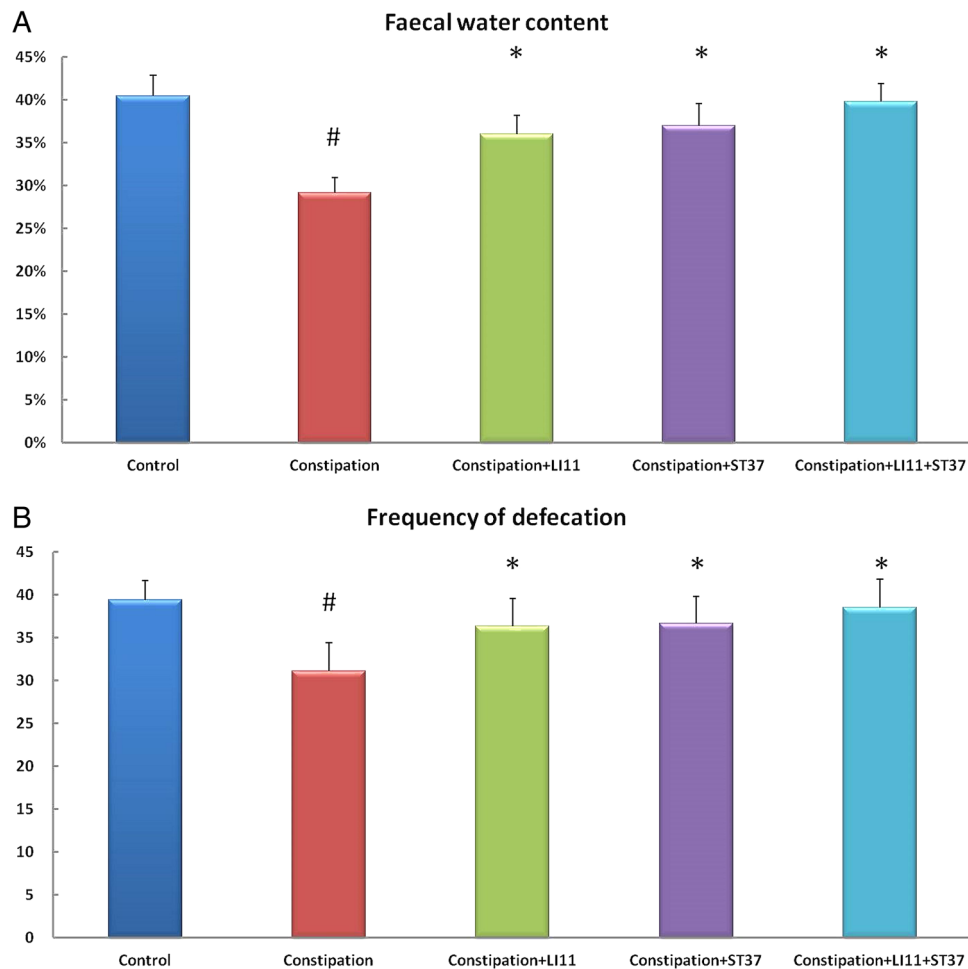 A
Faecal water content
45%
40%
35%
30%
25%
20%
15%
10%
5%
0%
# * * *
Control Constipation Constipation+LI11 Constipation+ST37 Constipation+LI11+ST37
B
Frequency of defecation
45
40
35
30
25
20
15
10
5
0
# * * *
Control Constipation Constipation+LI11 Constipation+ST37 Constipation+LI11+ST37